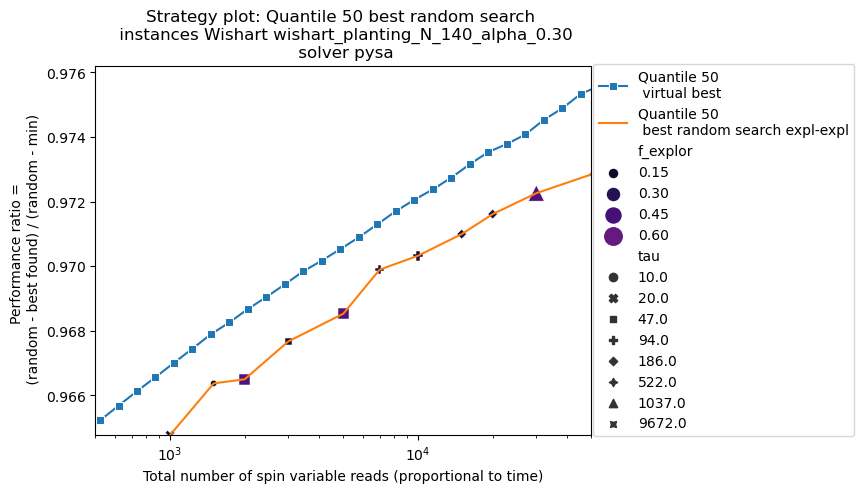 Strategy plot: Quantile 50 best random search
instances Wishart wishart_planting_N_140_alpha_0.30
solver pysa
0.976
0.974
0.972
0.970
0.968
0.966
Performance ratio =
(random - best found) / (random - min)
10^3
10^4
Total number of spin variable reads (proportional to time)
Quantile 50
virtual best
Quantile 50
best random search expl-expl
f_explor
0.15
0.30
0.45
0.60
tau
10.0
20.0
47.0
94.0
186.0
522.0
1037.0
9672.0